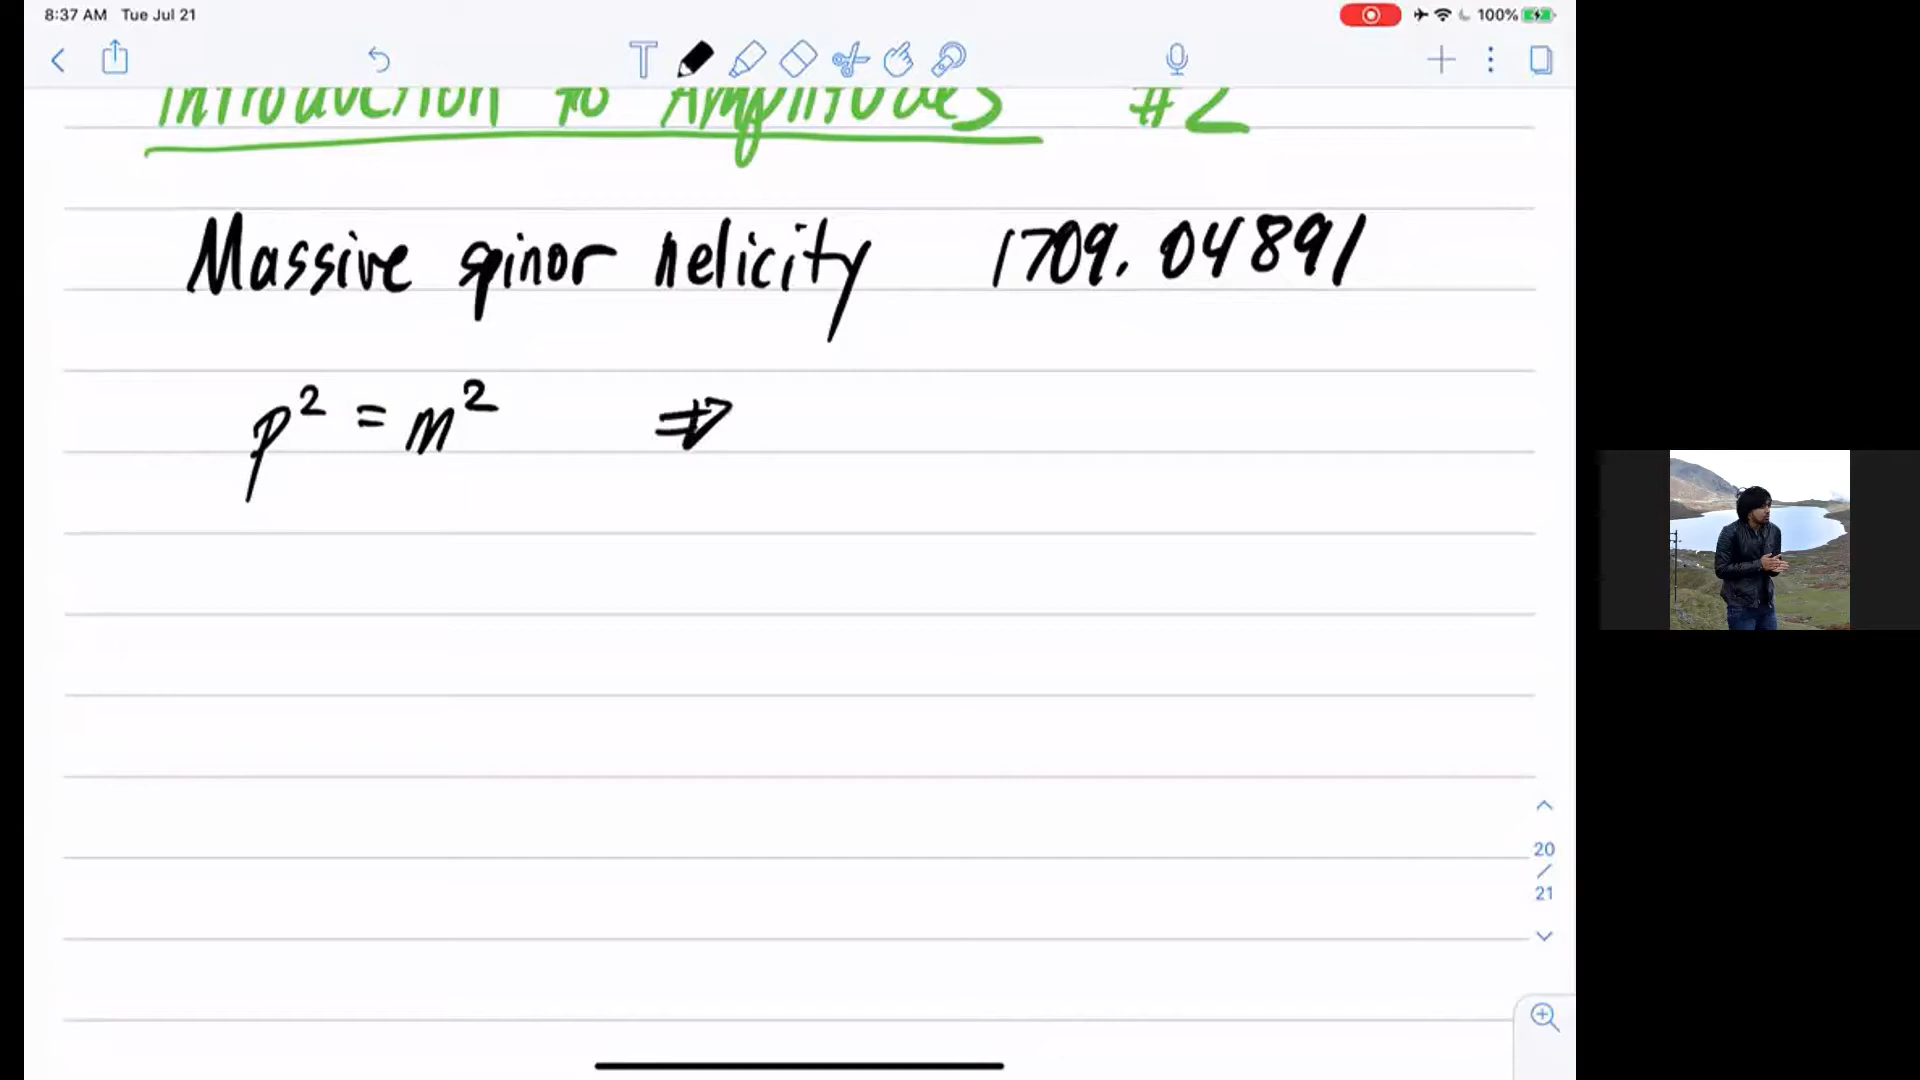 8:37 AM Tue Jul 21 100%
T
Introduction to Amplitudes #2
Massive spinor helicity 1709.04891
p² = m² ⇒
20
/
21